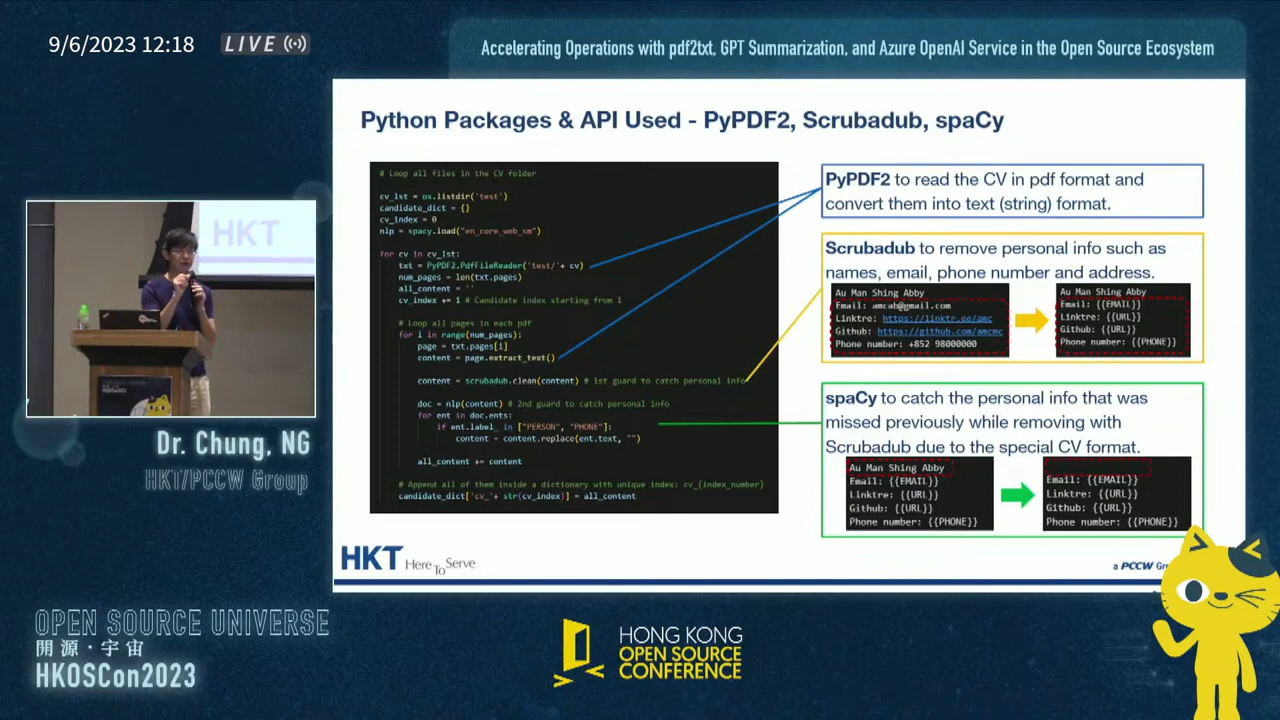 9/6/2023 12:18
LIVE
Accelerating Operations with pdf2txt, GPT Summarization, and Azure OpenAI Service in the Open Source Ecosystem
Python Packages & API Used - PyPDF2, Scrubadub, spaCy
# Loop all files in the CV folder
cv_lst = os.listdir('test')
candidate_dict = {}
cv_index = 0
nlp = spacy.load("en_core_web_sm")
for cv in cv_lst:
txt = PyPDF2.PdfFileReader('test/'+ cv)
num_pages = len(txt.pages)
all_content = ''
cv_index += 1 # Candidate index starting from 1
# Loop all pages in each pdf
for i in range(num_pages):
page = txt.pages[i]
content = page.extract_text()
content = scrubadub.clean(content) # 1st guard to catch personal info
doc = nlp(content) # 2nd guard to catch personal info
for ent in doc.ents:
if ent.label_ in ["PERSON", "PHONE"]:
content = content.replace(ent.text, "")
all_content += content
# Append all of them inside a dictionary with unique index: cv_{index_number}
candidate_dict['cv_'+ str(cv_index)] = all_content
PyPDF2 to read the CV in pdf format and
convert them into text (string) format.
Scrubadub to remove personal info such as
names, email, phone number and address.
Au Man Shing Abby
Email: amcab@gmail.com
Linktre: https://linktr.ee/amc
Github: https://github.com/amcmc
Phone number: +852 98000000
Au Man Shing Abby
Email: {{EMAIL}}
Linktre: {{URL}}
Github: {{URL}}
Phone number: {{PHONE}}
spaCy to catch the personal info that was
missed previously while removing with
Scrubadub due to the special CV format.
Au Man Shing Abby
Email: {{EMAIL}}
Linktre: {{URL}}
Github: {{URL}}
Phone number: {{PHONE}}
Email: {{EMAIL}}
Linktre: {{URL}}
Github: {{URL}}
Phone number: {{PHONE}}
HKT Here To Serve
a PCCW Gr
HKT
Dr. Chung, NG
HKT/PCCW Group
OPEN SOURCE UNIVERSE
開源·宇宙
HKOSCon2023
HONG KONG
OPEN SOURCE
CONFERENCE